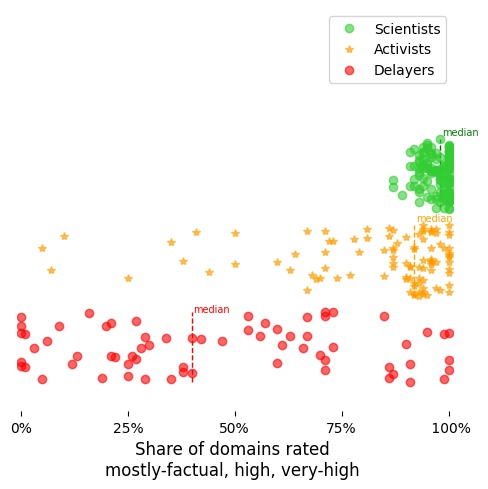 Scientists
Activists
Delayers
median
median
median
0%
25%
50%
75%
100%
Share of domains rated
mostly-factual, high, very-high